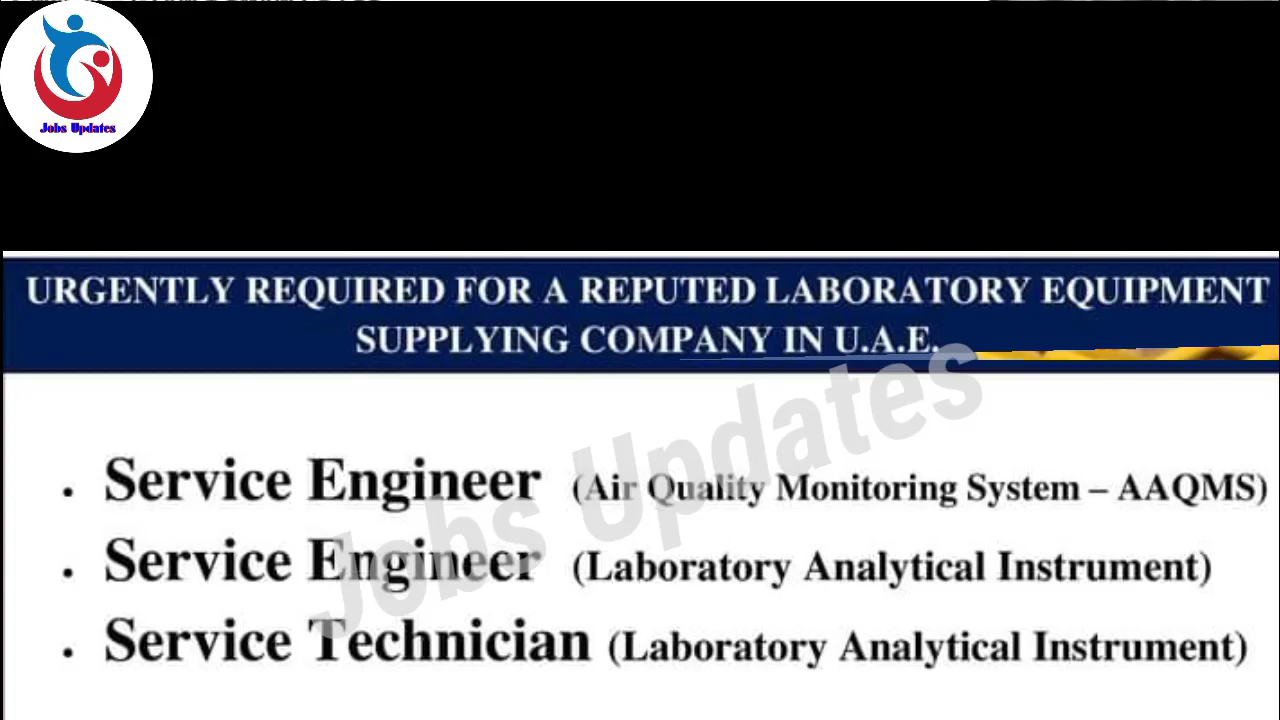 Jobs Updates
URGENTLY REQUIRED FOR A REPUTED LABORATORY EQUIPMENT
SUPPLYING COMPANY IN U.A.E.
• Service Engineer (Air Quality Monitoring System – AAQMS)
• Service Engineer (Laboratory Analytical Instrument)
• Service Technician (Laboratory Analytical Instrument)
Jobs Updates